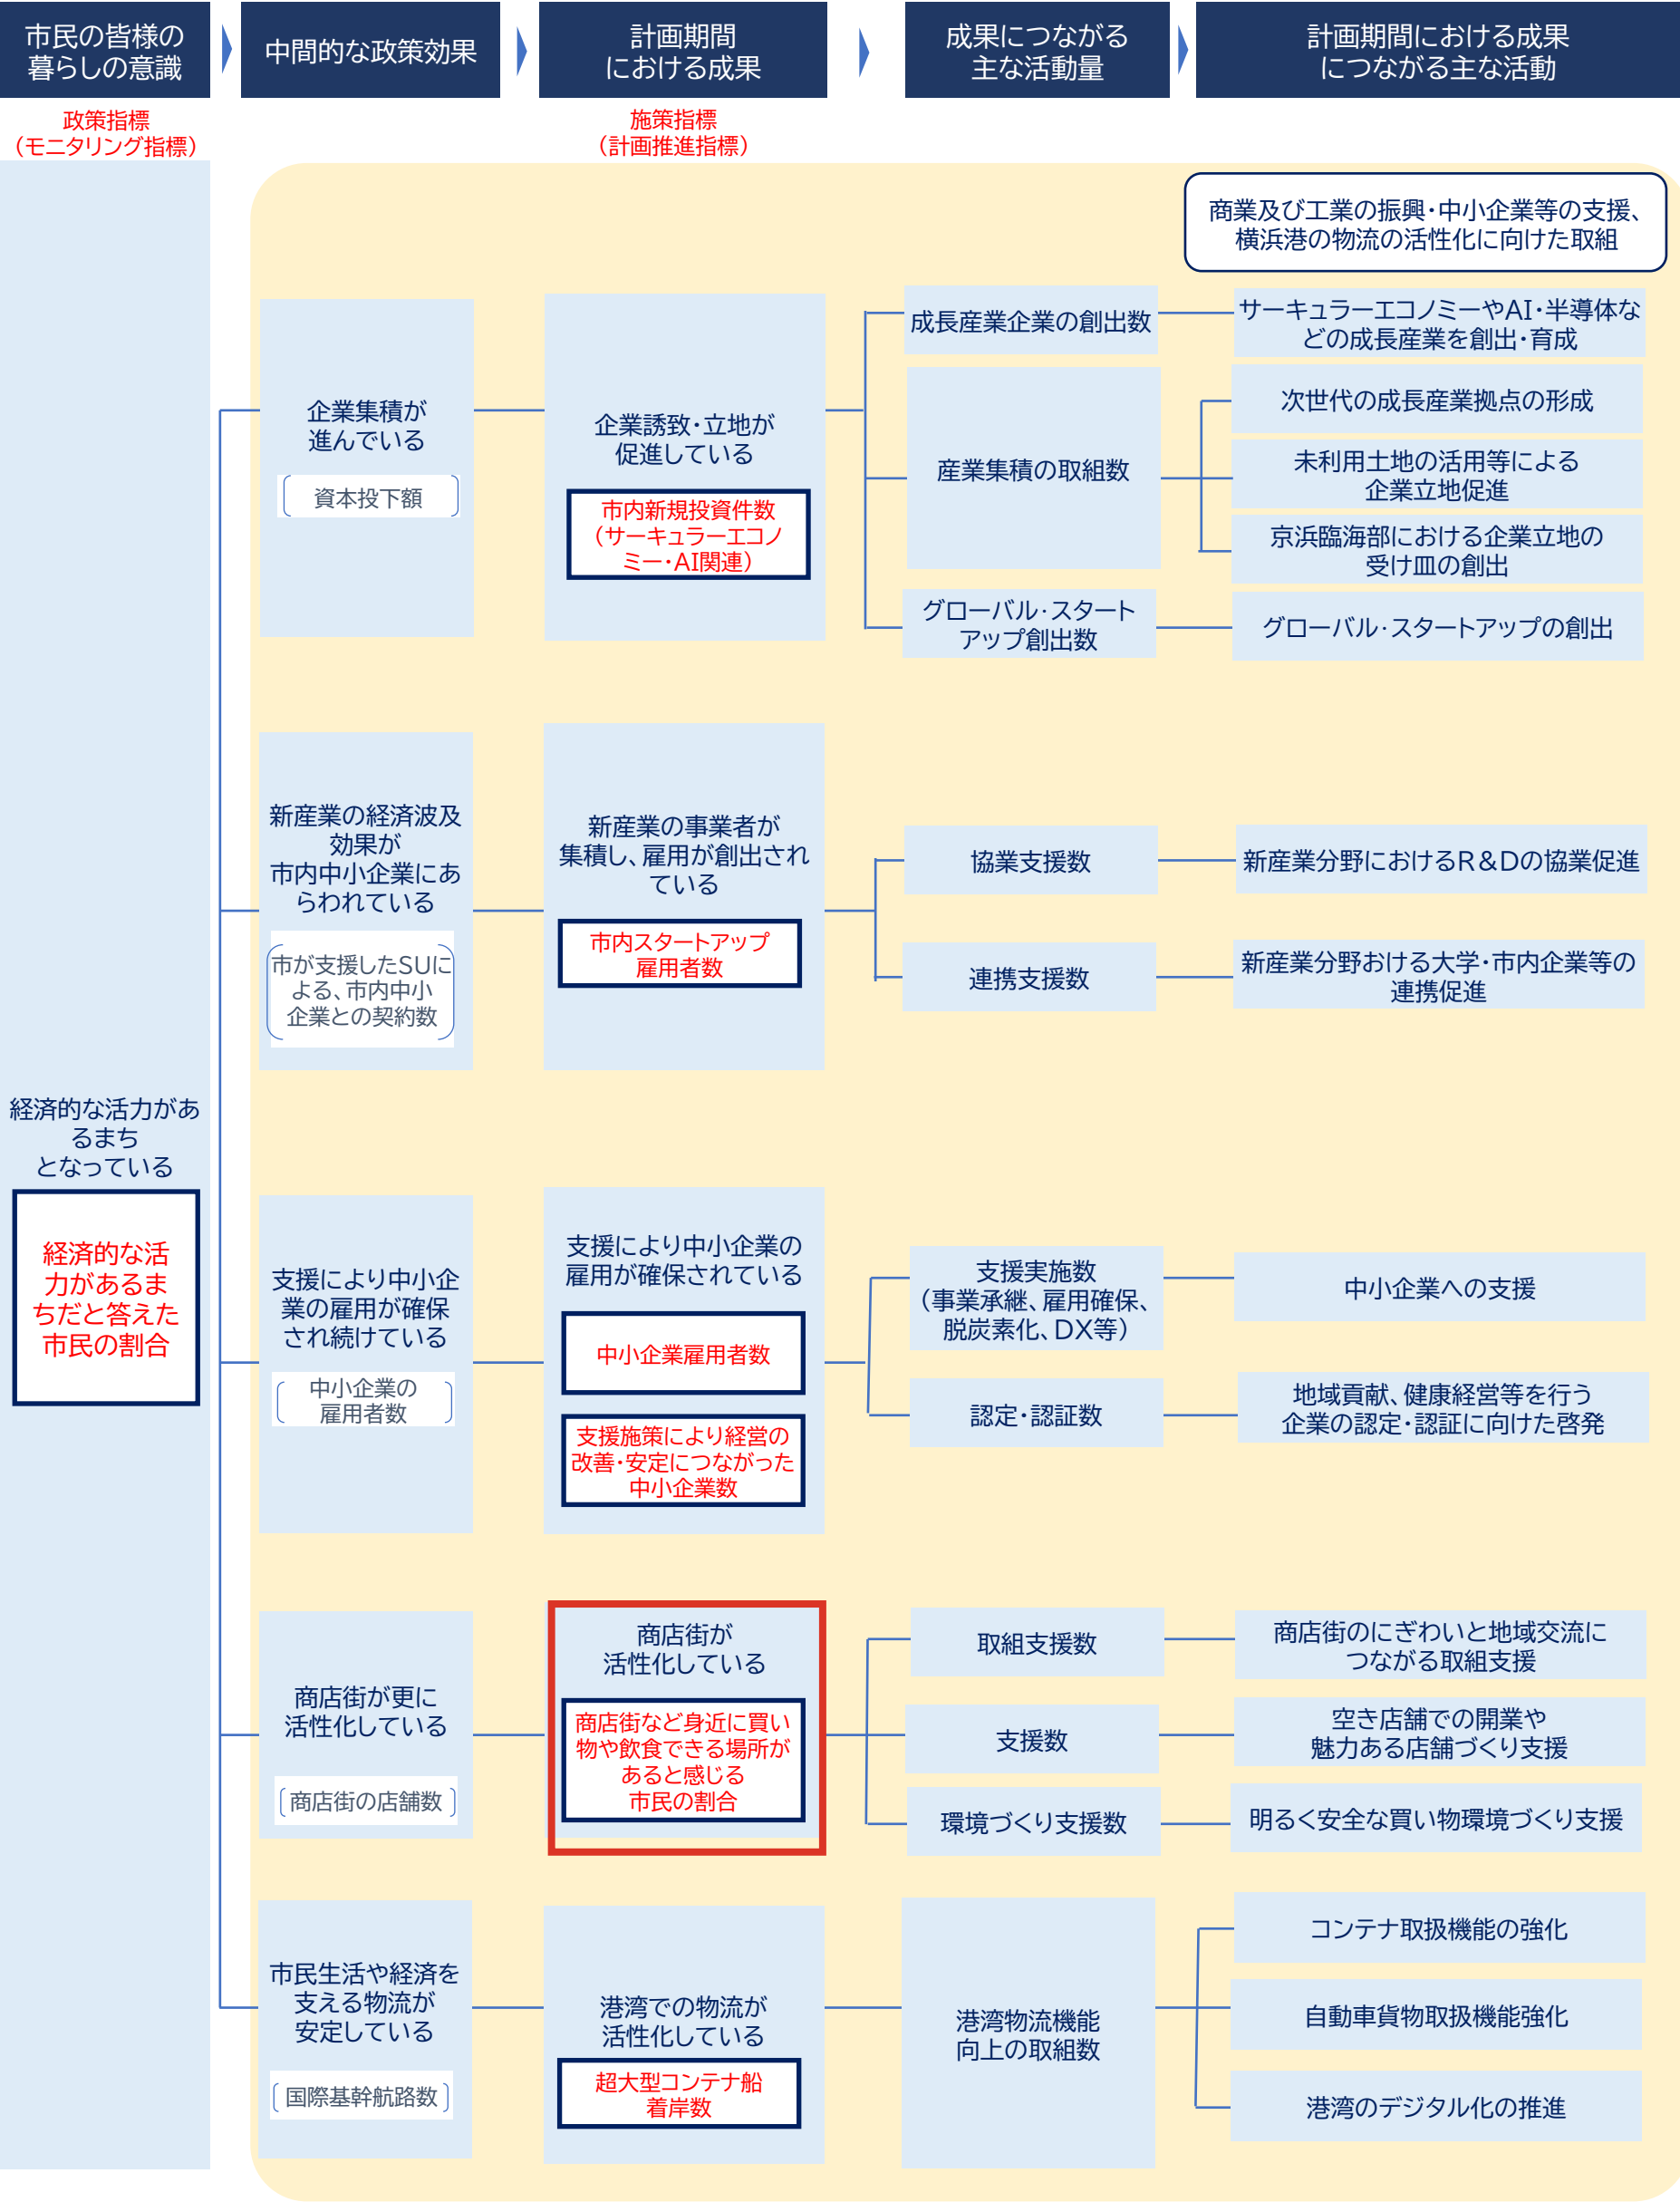 市民の皆様の
暮らしの意識
中間的な政策効果
計画期間
における成果
成果につながる
主な活動量
計画期間における成果
につながる主な活動
政策指標
（モニタリング指標）
施策指標
（計画推進指標）
商業及び工業の振興・中小企業等の支援、
横浜港の物流の活性化に向けた取組
経済的な活力があ
るまち
となっている
経済的な活
力があるま
ちだと答えた
市民の割合
企業集積が
進んでいる
資本投下額
企業誘致・立地が
促進している
市内新規投資件数
（サーキュラーエコノ
ミー・AI関連）
成長産業企業の創出数
サーキュラーエコノミーやAI・半導体な
どの成長産業を創出・育成
産業集積の取組数
次世代の成長産業拠点の形成
未利用土地の活用等による
企業立地促進
京浜臨海部における企業立地の
受け皿の創出
グローバル・スタート
アップ創出数
グローバル・スタートアップの創出
新産業の経済波及
効果が
市内中小企業にあ
らわれている
市が支援したSUに
よる、市内中小
企業との契約数
新産業の事業者が
集積し、雇用が創出され
ている
市内スタートアップ
雇用者数
協業支援数
新産業分野におけるR＆Dの協業促進
連携支援数
新産業分野おける大学・市内企業等の
連携促進
支援により中小企
業の雇用が確保
され続けている
中小企業の
雇用者数
支援により中小企業の
雇用が確保されている
中小企業雇用者数
支援施策により経営の
改善・安定につながった
中小企業数
支援実施数
（事業承継、雇用確保、
脱炭素化、DX等）
中小企業への支援
認定・認証数
地域貢献、健康経営等を行う
企業の認定・認証に向けた啓発
商店街が更に
活性化している
商店街の店舗数
商店街が
活性化している
商店街など身近に買い
物や飲食できる場所が
あると感じる
市民の割合
取組支援数
商店街のにぎわいと地域交流に
つながる取組支援
支援数
空き店舗での開業や
魅力ある店舗づくり支援
環境づくり支援数
明るく安全な買い物環境づくり支援
市民生活や経済を
支える物流が
安定している
国際基幹航路数
港湾での物流が
活性化している
超大型コンテナ船
着岸数
港湾物流機能
向上の取組数
コンテナ取扱機能の強化
自動車貨物取扱機能強化
港湾のデジタル化の推進